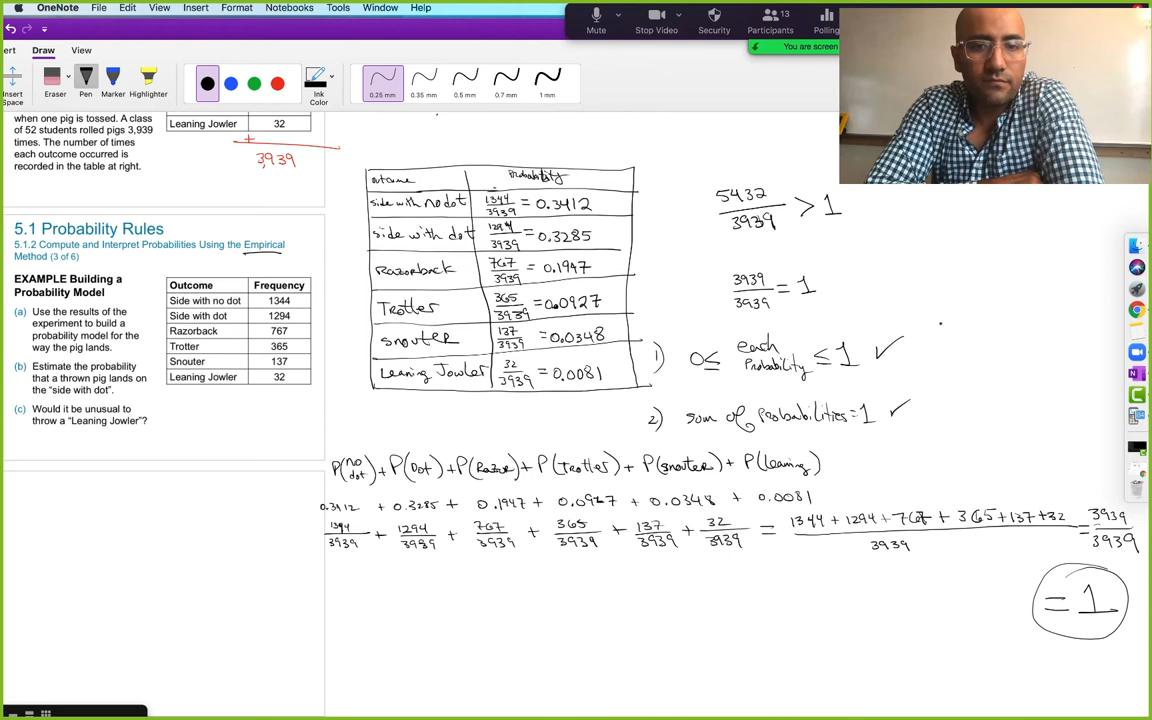 OneNote File Edit View Insert Format Notebooks Tools Window Help
Mute Stop Video Security 13 Participants Polling
You are screen
ert Draw View
Insert Space
Eraser Pen Marker Highlighter
Ink Color
0.25 mm 0.35 mm 0.5 mm 0.7 mm 1 mm
when one pig is tossed. A class
of 52 students rolled pigs 3,939
times. The number of times
each outcome occurred is
recorded in the table at right.
Leaning Jowler 32
+
3,939
5.1 Probability Rules
5.1.2 Compute and Interpret Probabilities Using the Empirical
Method (3 of 6)
EXAMPLE Building a
Probability Model
(a) Use the results of the
experiment to build a
probability model for the
way the pig lands.
(b) Estimate the probability
that a thrown pig lands on
the “side with dot”.
(c) Would it be unusual to
throw a “Leaning Jowler”?
Outcome Frequency
Side with no dot 1344
Side with dot 1294
Razorback 767
Trotter 365
Snouter 137
Leaning Jowler 32
Probability
side with no dot 1344/3939 = 0.3412
side with dot 1294/3939 = 0.3285
Razorback 767/3939 = 0.1947
Trotter 365/3939 = 0.0927
Snouter 137/3939 = 0.0348
Leaning Jowler 32/3939 = 0.0081
5432/3939 > 1
3939/3939 = 1
1) 0 ≤ each Probability ≤ 1 ✓
2) sum of Probabilities = 1 ✓
P(no dot) + P(Dot) + P(Razor) + P(Trotter) + P(snouter) + P(leaning)
0.3412 + 0.3285 + 0.1947 + 0.0927 + 0.0348 + 0.0081
1344/3939 + 1294/3939 + 767/3939 + 365/3939 + 137/3939 + 32/3939 = 1344 + 1294 + 767 + 365 + 137 + 32/3939 = 3939/3939
= 1